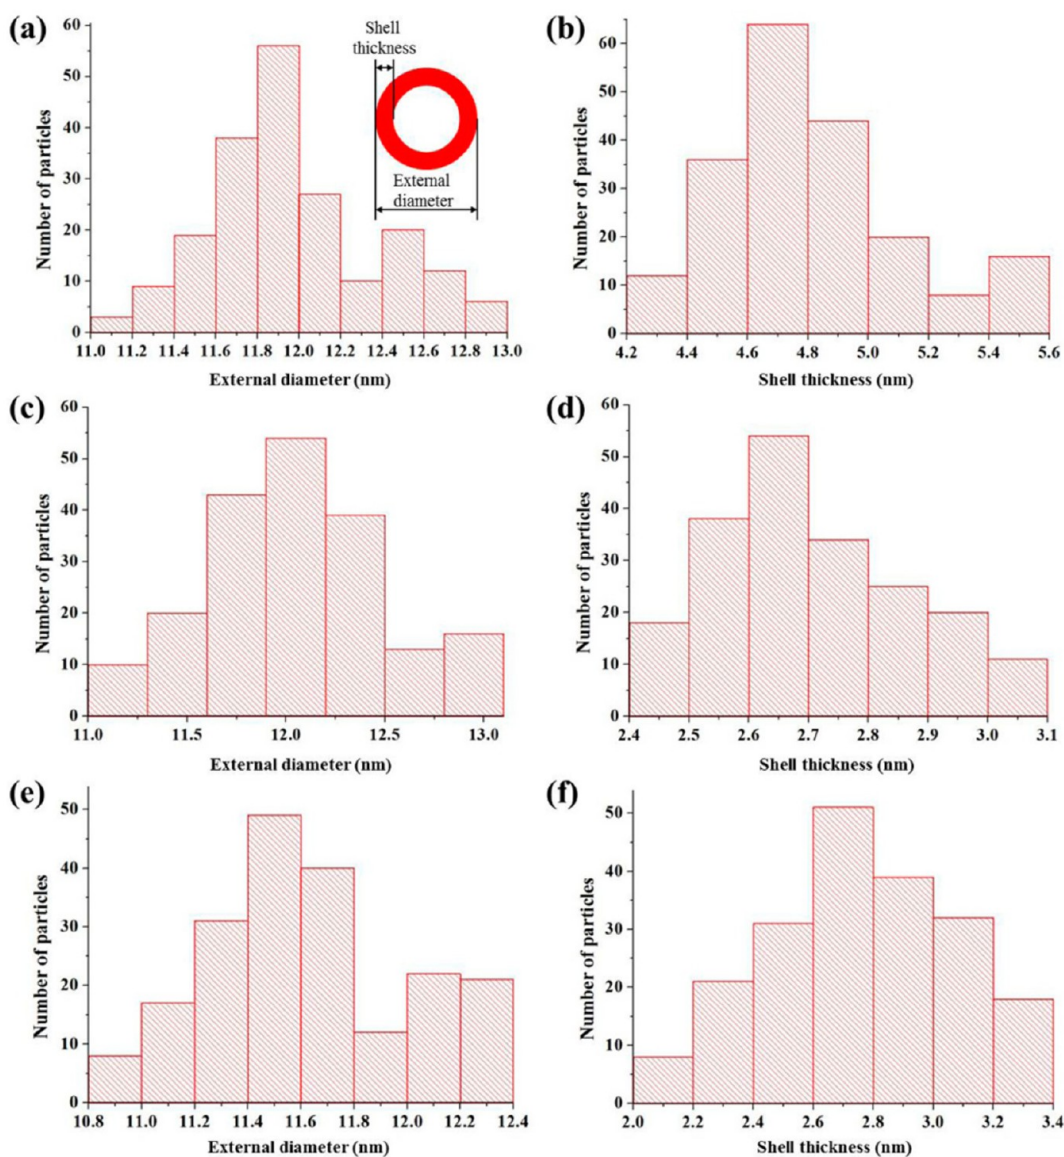 (a)
60
50
40
30
20
10
0
Number of particles
Shell
thickness
External
diameter
11.0 11.2 11.4 11.6 11.8 12.0 12.2 12.4 12.6 12.8 13.0
External diameter (nm)
(b)
60
50
40
30
20
10
0
Number of particles
4.2 4.4 4.6 4.8 5.0 5.2 5.4 5.6
Shell thickness (nm)
(c)
60
50
40
30
20
10
0
Number of particles
11.0 11.5 12.0 12.5 13.0
External diameter (nm)
(d)
60
50
40
30
20
10
0
Number of particles
2.4 2.5 2.6 2.7 2.8 2.9 3.0 3.1
Shell thickness (nm)
(e)
50
40
30
20
10
0
Number of particles
10.8 11.0 11.2 11.4 11.6 11.8 12.0 12.2 12.4
External diameter (nm)
(f)
50
40
30
20
10
0
Number of particles
2.0 2.2 2.4 2.6 2.8 3.0 3.2 3.4
Shell thickness (nm)